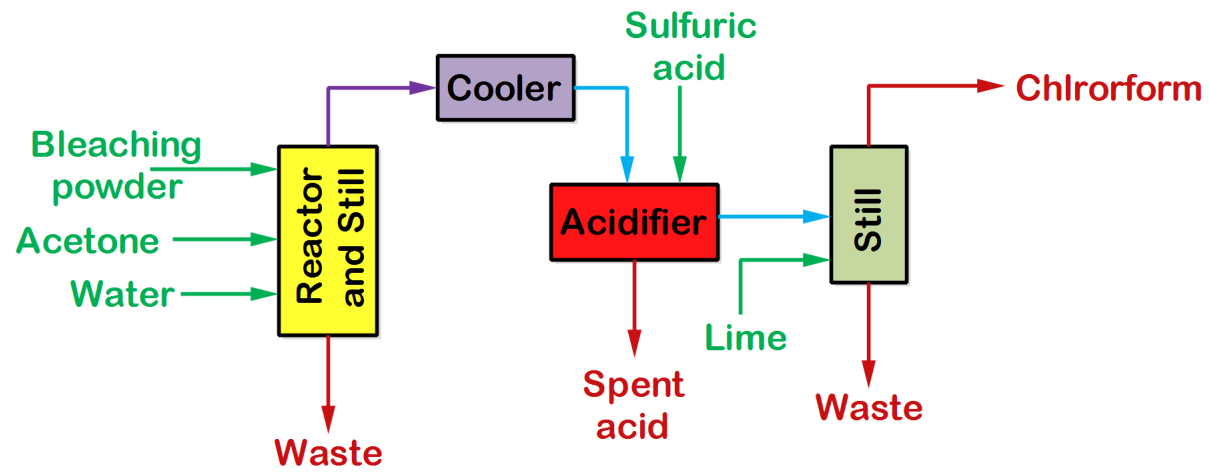 Sulfuric
acid
Cooler
Chlrorform
Bleaching
powder
Reactor
and Still
Acidifier
Still
Acetone
Water
Lime
Spent
acid
Waste
Waste